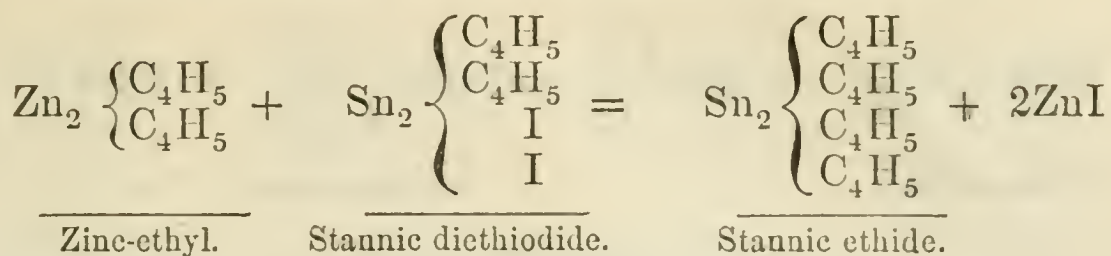 Zn₂ {C₄H₅ C₄H₅ + Sn₂ {C₄H₅ C₄H₅ I I = Sn₂ {C₄H₅ C₄H₅ C₄H₅ C₄H₅ + 2ZnI
Zinc-ethyl. Stannic diethiodide. Stannic ethide.